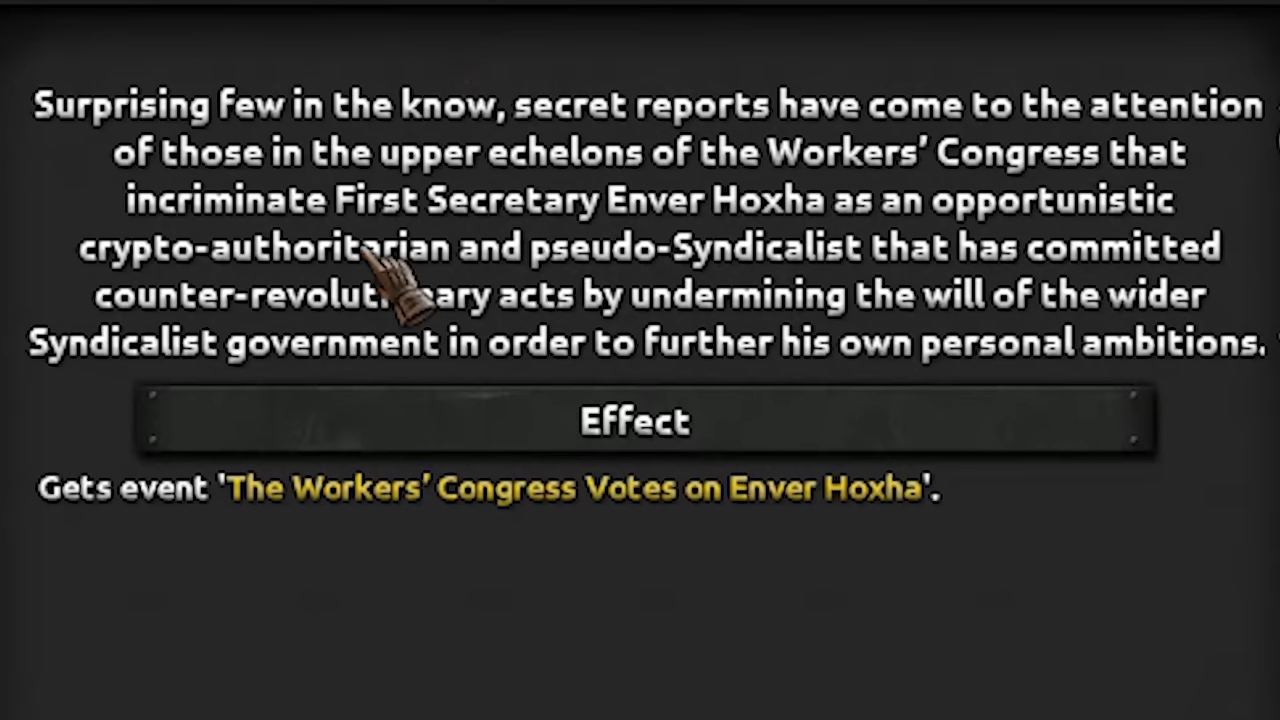 Surprising few in the know, secret reports have come to the attention
of those in the upper echelons of the Workers’ Congress that
incriminate First Secretary Enver Hoxha as an opportunistic
crypto-authoritarian and pseudo-Syndicalist that has committed
counter-revolutionary acts by undermining the will of the wider
Syndicalist government in order to further his own personal ambitions.
Effect
Gets event 'The Workers’ Congress Votes on Enver Hoxha'.